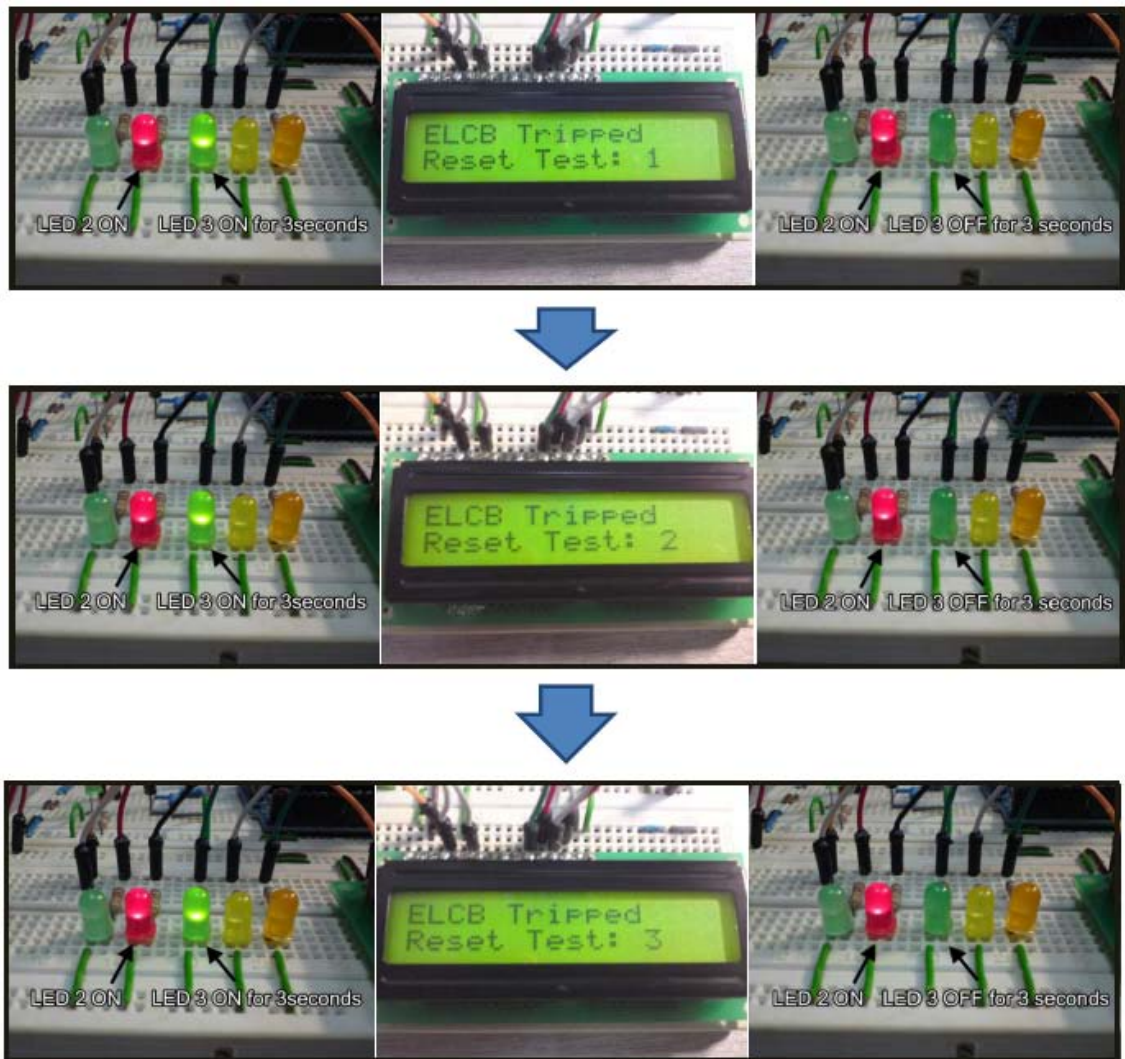 ELCB Tripped
Reset Test: 1
LED 2 ON
LED 3 ON for 3seconds
LED 2 ON
LED 3 OFF for 3 seconds
ELCB Tripped
Reset Test: 2
LED 2 ON
LED 3 ON for 3seconds
LED 2 ON
LED 3 OFF for 3 seconds
ELCB Tripped
Reset Test: 3
LED 2 ON
LED 3 ON for 3seconds
LED 2 ON
LED 3 OFF for 3 seconds